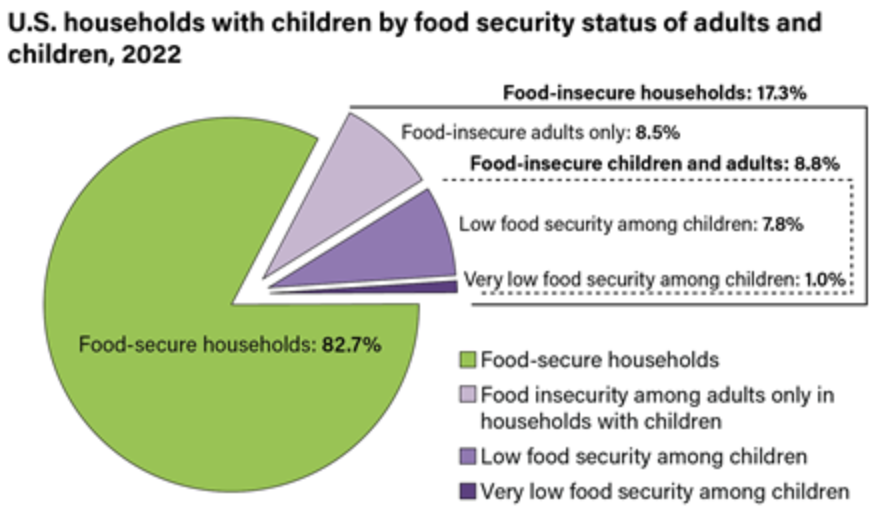 U.S. households with children by food security status of adults and
children, 2022
Food-insecure households: 17.3%
Food-insecure adults only: 8.5%
Food-insecure children and adults: 8.8%
Low food security among children: 7.8%
Very low food security among children: 1.0%
Food-secure households: 82.7%
Food-secure households
Food insecurity among adults only in
households with children
Low food security among children
Very low food security among children